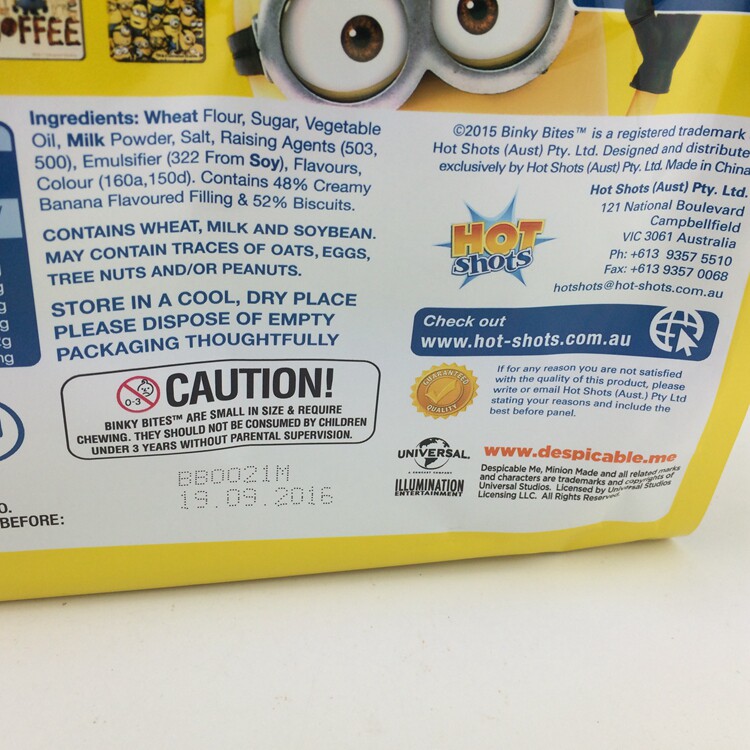 OFFEE
Ingredients: Wheat Flour, Sugar, Vegetable
Oil, Milk Powder, Salt, Raising Agents (503,
500), Emulsifier (322 From Soy), Flavours,
Colour (160a,150d). Contains 48% Creamy
Banana Flavoured Filling & 52% Biscuits.
CONTAINS WHEAT, MILK AND SOYBEAN.
MAY CONTAIN TRACES OF OATS, EGGS,
TREE NUTS AND/OR PEANUTS.
STORE IN A COOL, DRY PLACE
PLEASE DISPOSE OF EMPTY
PACKAGING THOUGHTFULLY
0-3
CAUTION!
BINKY BITES™ ARE SMALL IN SIZE & REQUIRE
CHEWING. THEY SHOULD NOT BE CONSUMED BY CHILDREN
UNDER 3 YEARS WITHOUT PARENTAL SUPERVISION.
BB0021M
19.09.2016
O.
BEFORE:
©2015 Binky Bites™ is a registered trademark
Hot Shots (Aust) Pty. Ltd. Designed and distribute
exclusively by Hot Shots (Aust) Pty. Ltd. Made in China
Hot Shots (Aust) Pty. Ltd.
121 National Boulevard
Campbellfield
VIC 3061 Australia
Ph: +613 9357 5510
Fax: +613 9357 0068
hotshots@hot-shots.com.au
HOT
shots
Check out
www.hot-shots.com.au
GUARANTEED
QUALITY
If for any reason you are not satisfied
with the quality of this product, please
write or email Hot Shots (Aust.) Pty Ltd
stating your reasons and include the
best before panel.
UNIVERSAL
A COMCAST COMPANY
ILLUMINATION
ENTERTAINMENT
www.despicable.me
Despicable Me, Minion Made and all related marks
and characters are trademarks and copyrights of
Universal Studios. Licensed by Universal Studios
Licensing LLC. All Rights Reserved.